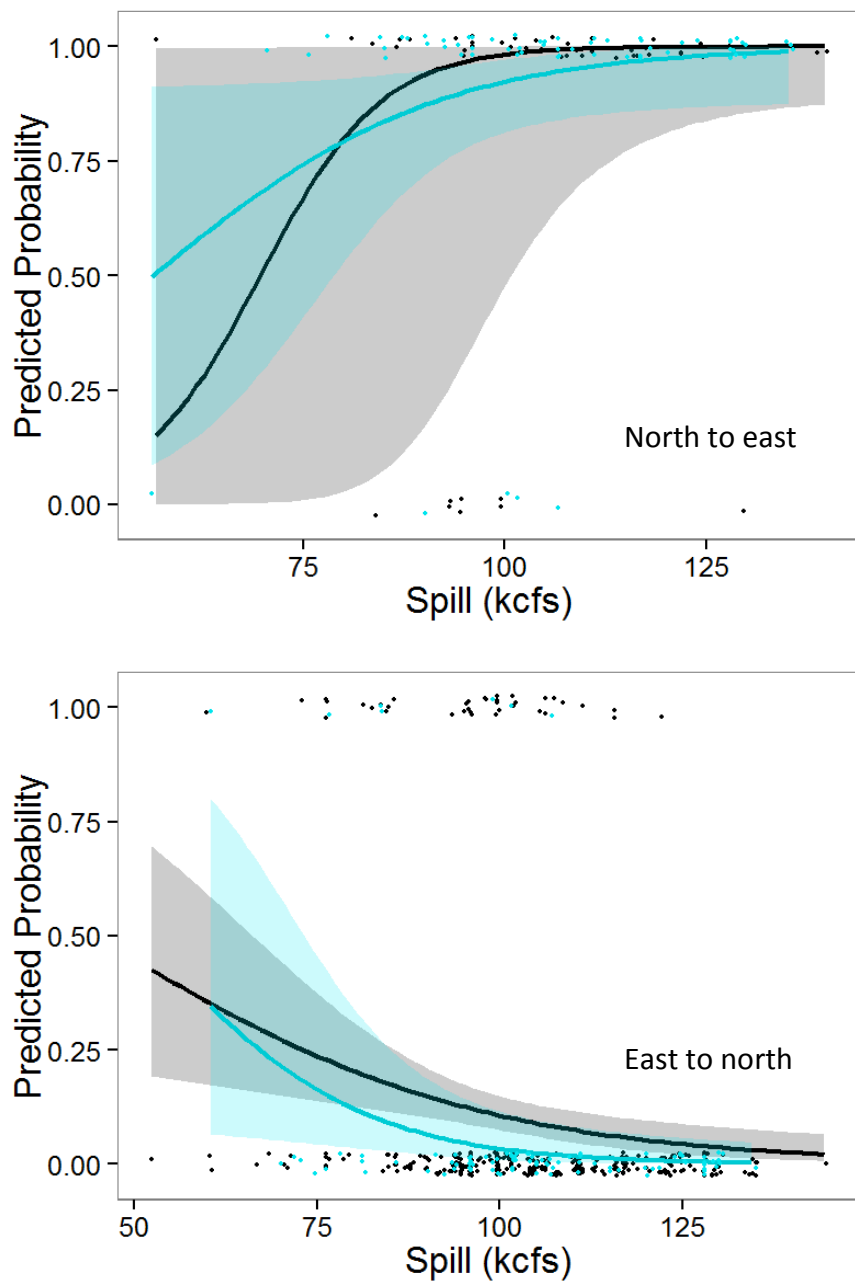 1.00
0.75
0.50
0.25
0.00
Predicted Probability
North to east
75
100
125
Spill (kcfs)
1.00
0.75
0.50
0.25
0.00
Predicted Probability
East to north
50
75
100
125
Spill (kcfs)